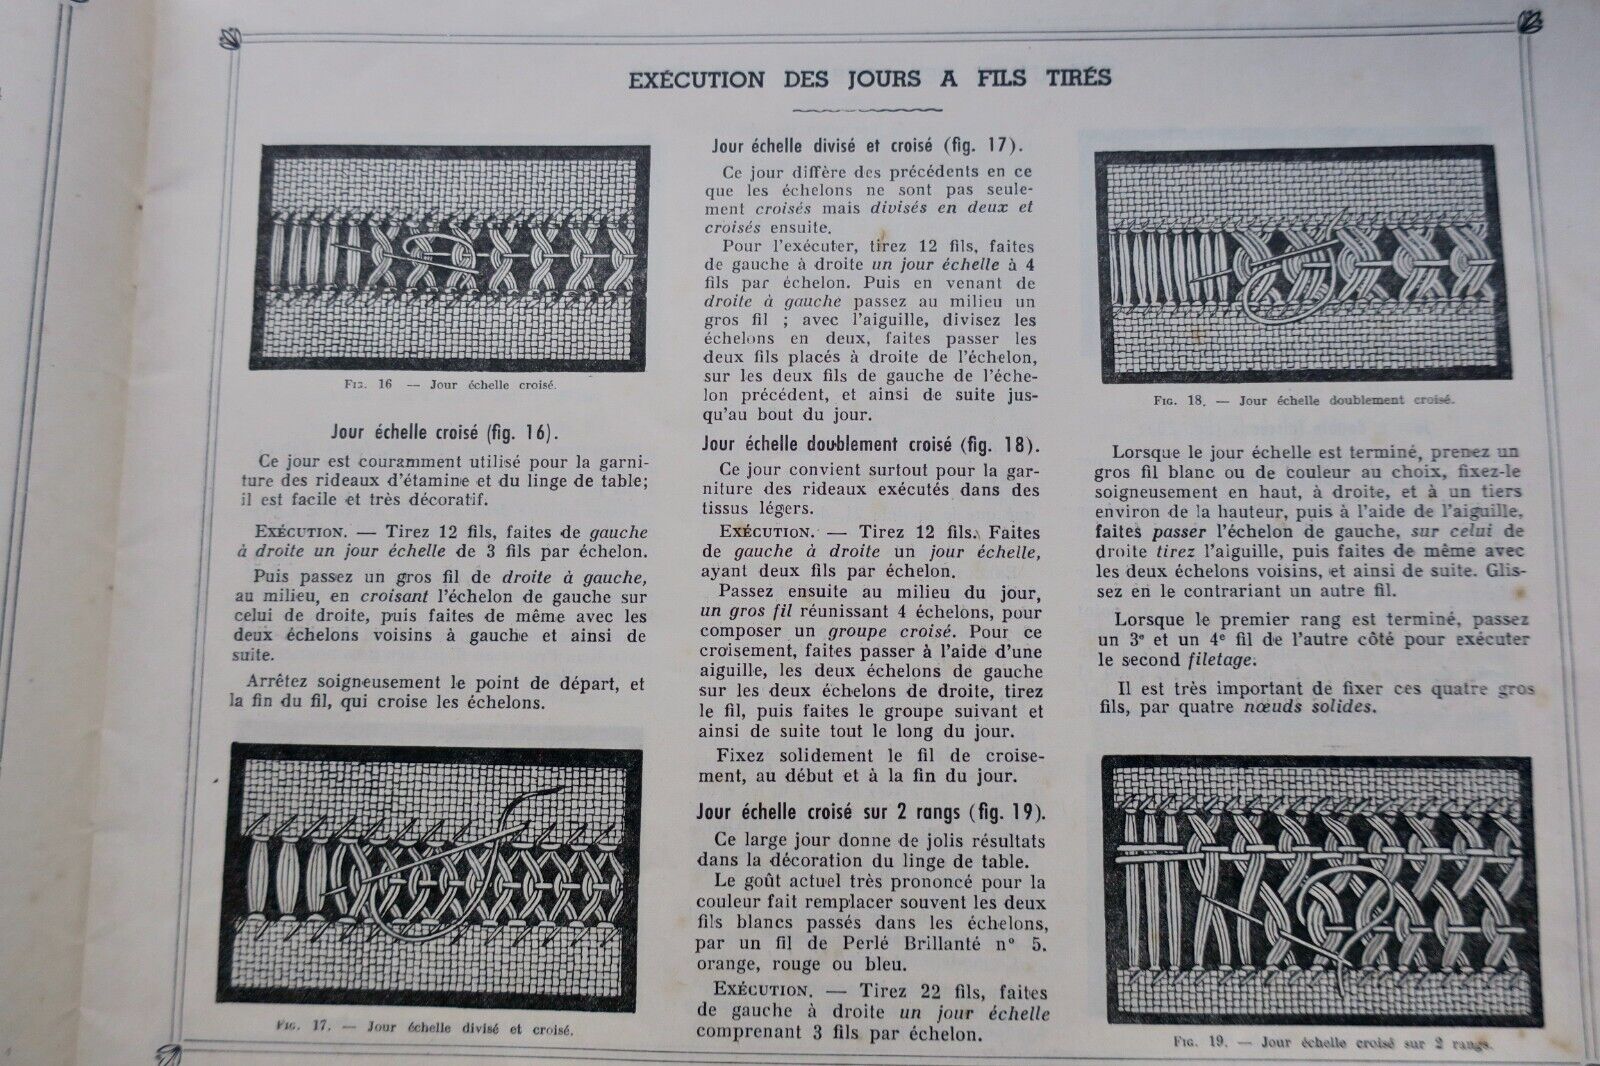 EXÉCUTION DES JOURS A FILS TIRÉS
FIG. 16 — Jour échelle croisé.
Jour échelle croisé (fig. 16).
Ce jour est couramment utilisé pour la garni-
ture des rideaux d'étamine et du linge de table;
il est facile et très décoratif.
EXÉCUTION. — Tirez 12 fils, faites de gauche
à droite un jour échelle de 3 fils par échelon.
Puis passez un gros fil de droite à gauche,
au milieu, en croisant l'échelon de gauche sur
celui de droite, puis faites de même avec les
deux échelons voisins à gauche et ainsi de
suite.
Arrêtez soigneusement le point de départ, et
la fin du fil, qui croise les échelons.
FIG. 17. — Jour échelle divisé et croisé.
Jour échelle divisé et croisé (fig. 17).
Ce jour diffère des précédents en ce
que les échelons ne sont pas seule-
ment croisés mais divisés en deux et
croisés ensuite.
Pour l'exécuter, tirez 12 fils, faites
de gauche à droite un jour échelle à 4
fils par échelon. Puis en venant de
droite à gauche passez au milieu un
gros fil ; avec l'aiguille, divisez les
échelons en deux, faites passer les
deux fils placés à droite de l'échelon,
sur les deux fils de gauche de l'éche-
lon précédent, et ainsi de suite jus-
qu'au bout du jour.
Jour échelle doublement croisé (fig. 18).
Ce jour convient surtout pour la gar-
niture des rideaux exécutés dans des
tissus légers.
EXÉCUTION. — Tirez 12 fils. Faites
de gauche à droite un jour échelle,
ayant deux fils par échelon.
Passez ensuite au milieu du jour,
un gros fil réunissant 4 échelons, pour
composer un groupe croisé. Pour ce
croisement, faites passer à l'aide d'une
aiguille, les deux échelons de gauche
sur les deux échelons de droite, tirez
le fil, puis faites le groupe suivant et
ainsi de suite tout le long du jour.
Fixez solidement le fil de croise-
ment, au début et à la fin du jour.
Jour échelle croisé sur 2 rangs (fig. 19).
Ce large jour donne de jolis résultats
dans la décoration du linge de table.
Le goût actuel très prononcé pour la
couleur fait remplacer souvent les deux
fils blancs passés dans les échelons,
par un fil de Perlé Brillanté n° 5.
orange, rouge ou bleu.
EXÉCUTION. — Tirez 22 fils, faites
de gauche à droite un jour échelle
comprenant 3 fils par échelon.
FIG. 18. — Jour échelle doublement croisé.
Lorsque le jour échelle est terminé, prenez un
gros fil blanc ou de couleur au choix, fixez-le
soigneusement en haut, à droite, et à un tiers
environ de la hauteur, puis à l'aide de l'aiguille,
faites passer l'échelon de gauche, sur celui de
droite tirez l'aiguille, puis faites de même avec
les deux échelons voisins, et ainsi de suite. Glis-
sez en le contrariant un autre fil.
Lorsque le premier rang est terminé, passez
un 3e et un 4e fil de l'autre côté pour exécuter
le second filetage.
Il est très important de fixer ces quatre gros
fils, par quatre nœuds solides.
FIG. 19. — Jour échelle croisé sur 2 rangs.